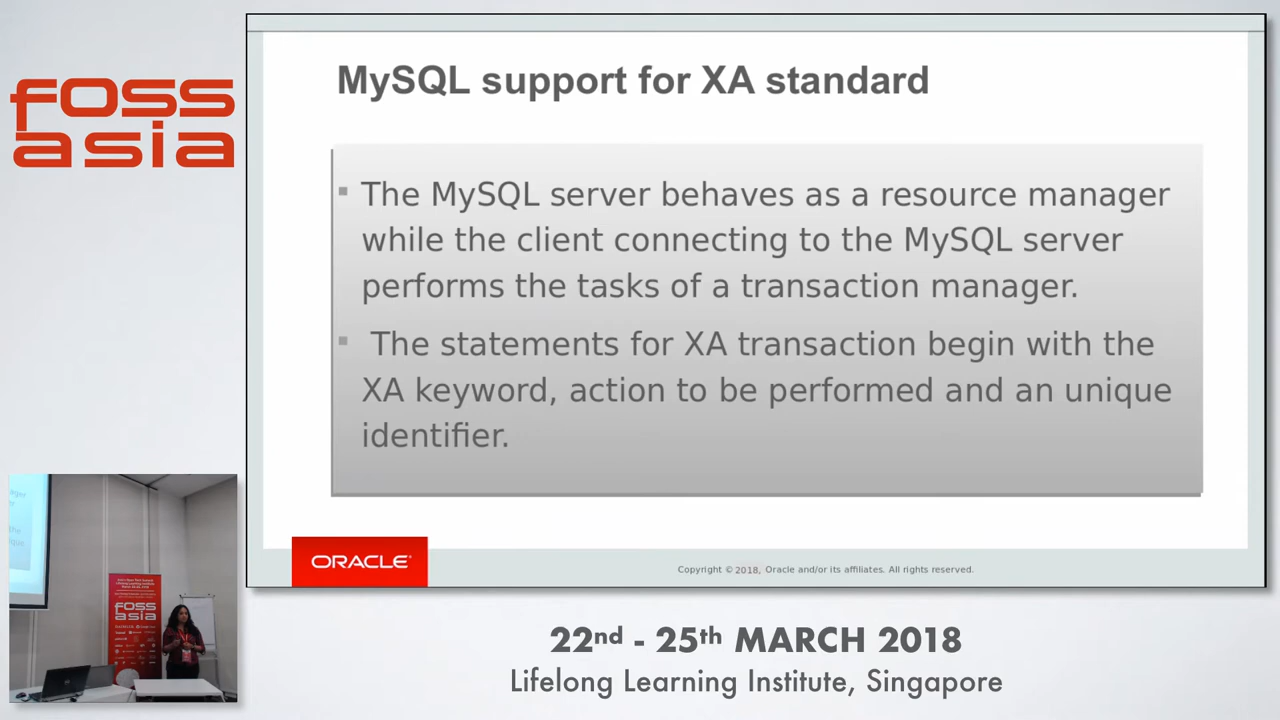 foss
asia
MySQL support for XA standard
The MySQL server behaves as a resource manager
while the client connecting to the MySQL server
performs the tasks of a transaction manager.
The statements for XA transaction begin with the
XA keyword, action to be performed and an unique
identifier.
ORACLE
Copyright © 2018, Oracle and/or its affiliates. All rights reserved.
foss
asia
22nd - 25th MARCH 2018
Lifelong Learning Institute, Singapore